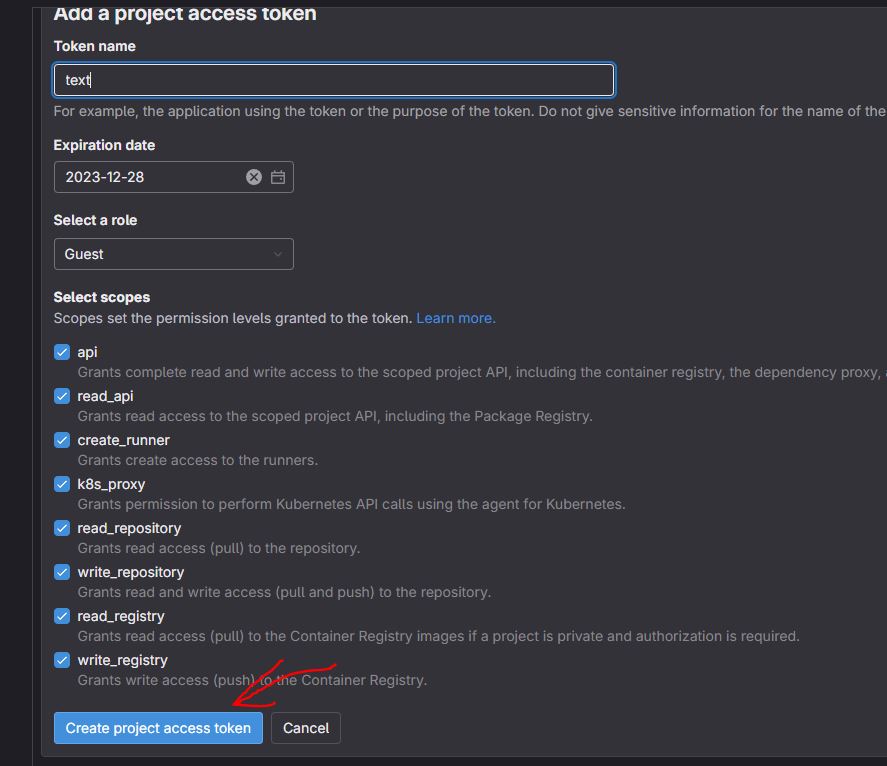 Add a project access token
Token name
text
For example, the application using the token or the purpose of the token. Do not give sensitive information for the name of the
Expiration date
2023-12-28
Select a role
Guest
Select scopes
Scopes set the permission levels granted to the token. Learn more.
api
Grants complete read and write access to the scoped project API, including the container registry, the dependency proxy,
read_api
Grants read access to the scoped project API, including the Package Registry.
create_runner
Grants create access to the runners.
k8s_proxy
Grants permission to perform Kubernetes API calls using the agent for Kubernetes.
read_repository
Grants read access (pull) to the repository.
write_repository
Grants read and write access (pull and push) to the repository.
read_registry
Grants read access (pull) to the Container Registry images if a project is private and authorization is required.
write_registry
Grants write access (push) to the Container Registry.
Create project access token Cancel